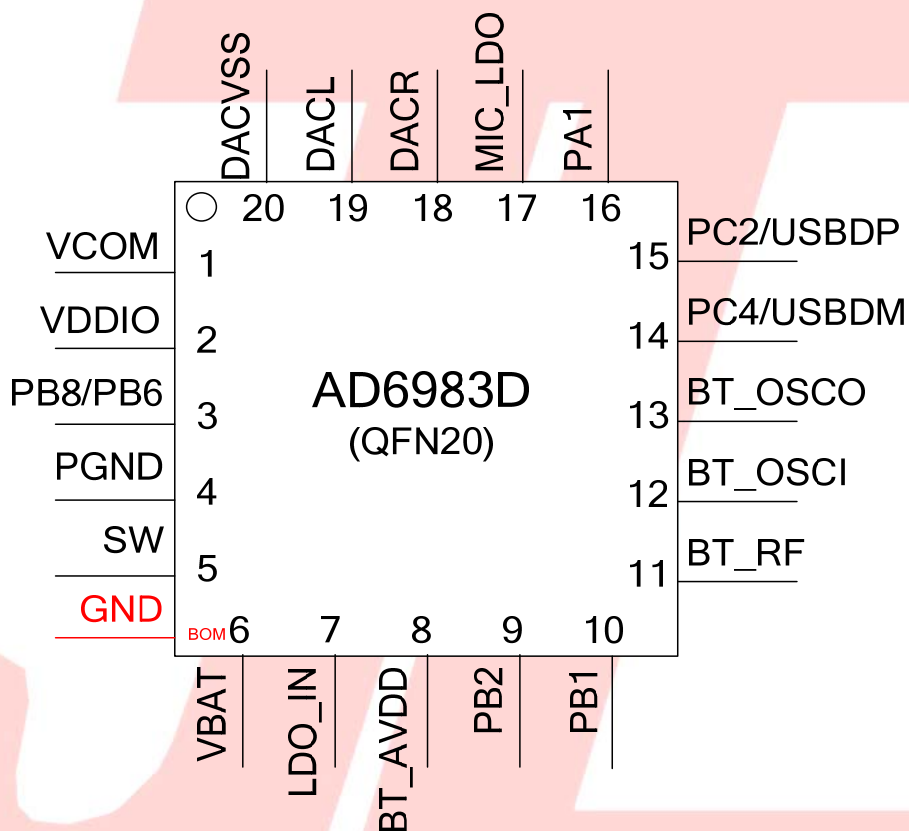 DACVSS
DACL
DACR
MIC_LDO
PA1
20 19 18 17 16
VCOM 1
VDDIO 2
PB8/PB6 3
PGND 4
SW 5
GND BOM
AD6983D
(QFN20)
15 PC2/USBDP
14 PC4/USBDM
13 BT_OSCO
12 BT_OSCI
11 BT_RF
6 7 8 9 10
VBAT
LDO_IN
BT_AVDD
PB2
PB1